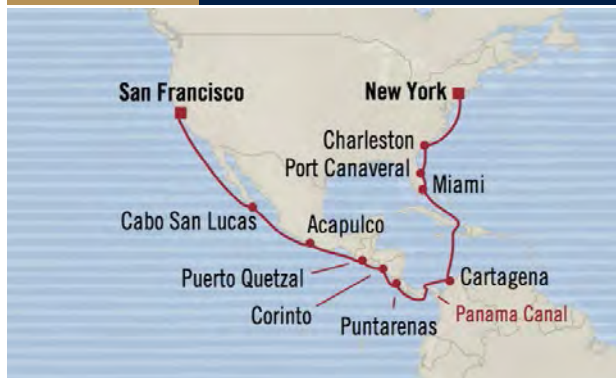 San Francisco
New York
Charleston
Port Canaveral
Miami
Cabo San Lucas
Acapulco
Puerto Quetzal
Cartagena
Corinto
Panama Canal
Puntarenas